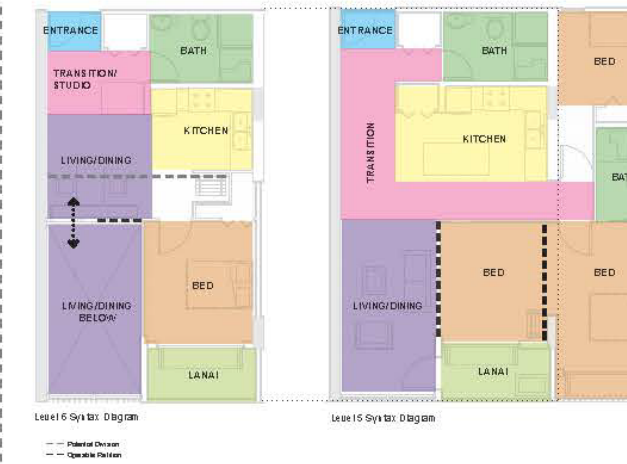 ENTRANCE
BATH
TRANSITION/
STUDIO
KITCHEN
LIVING/DINING
BED
LIVING/DINING
BELOW
LANAI
Level 6 Syntax Diagram
Potential Division
Operable Partition
ENTRANCE
BATH
BED
KITCHEN
TRANSITION
BAT
BED
BED
LIVING/DINING
LANAI
Level 5 Syntax Diagram